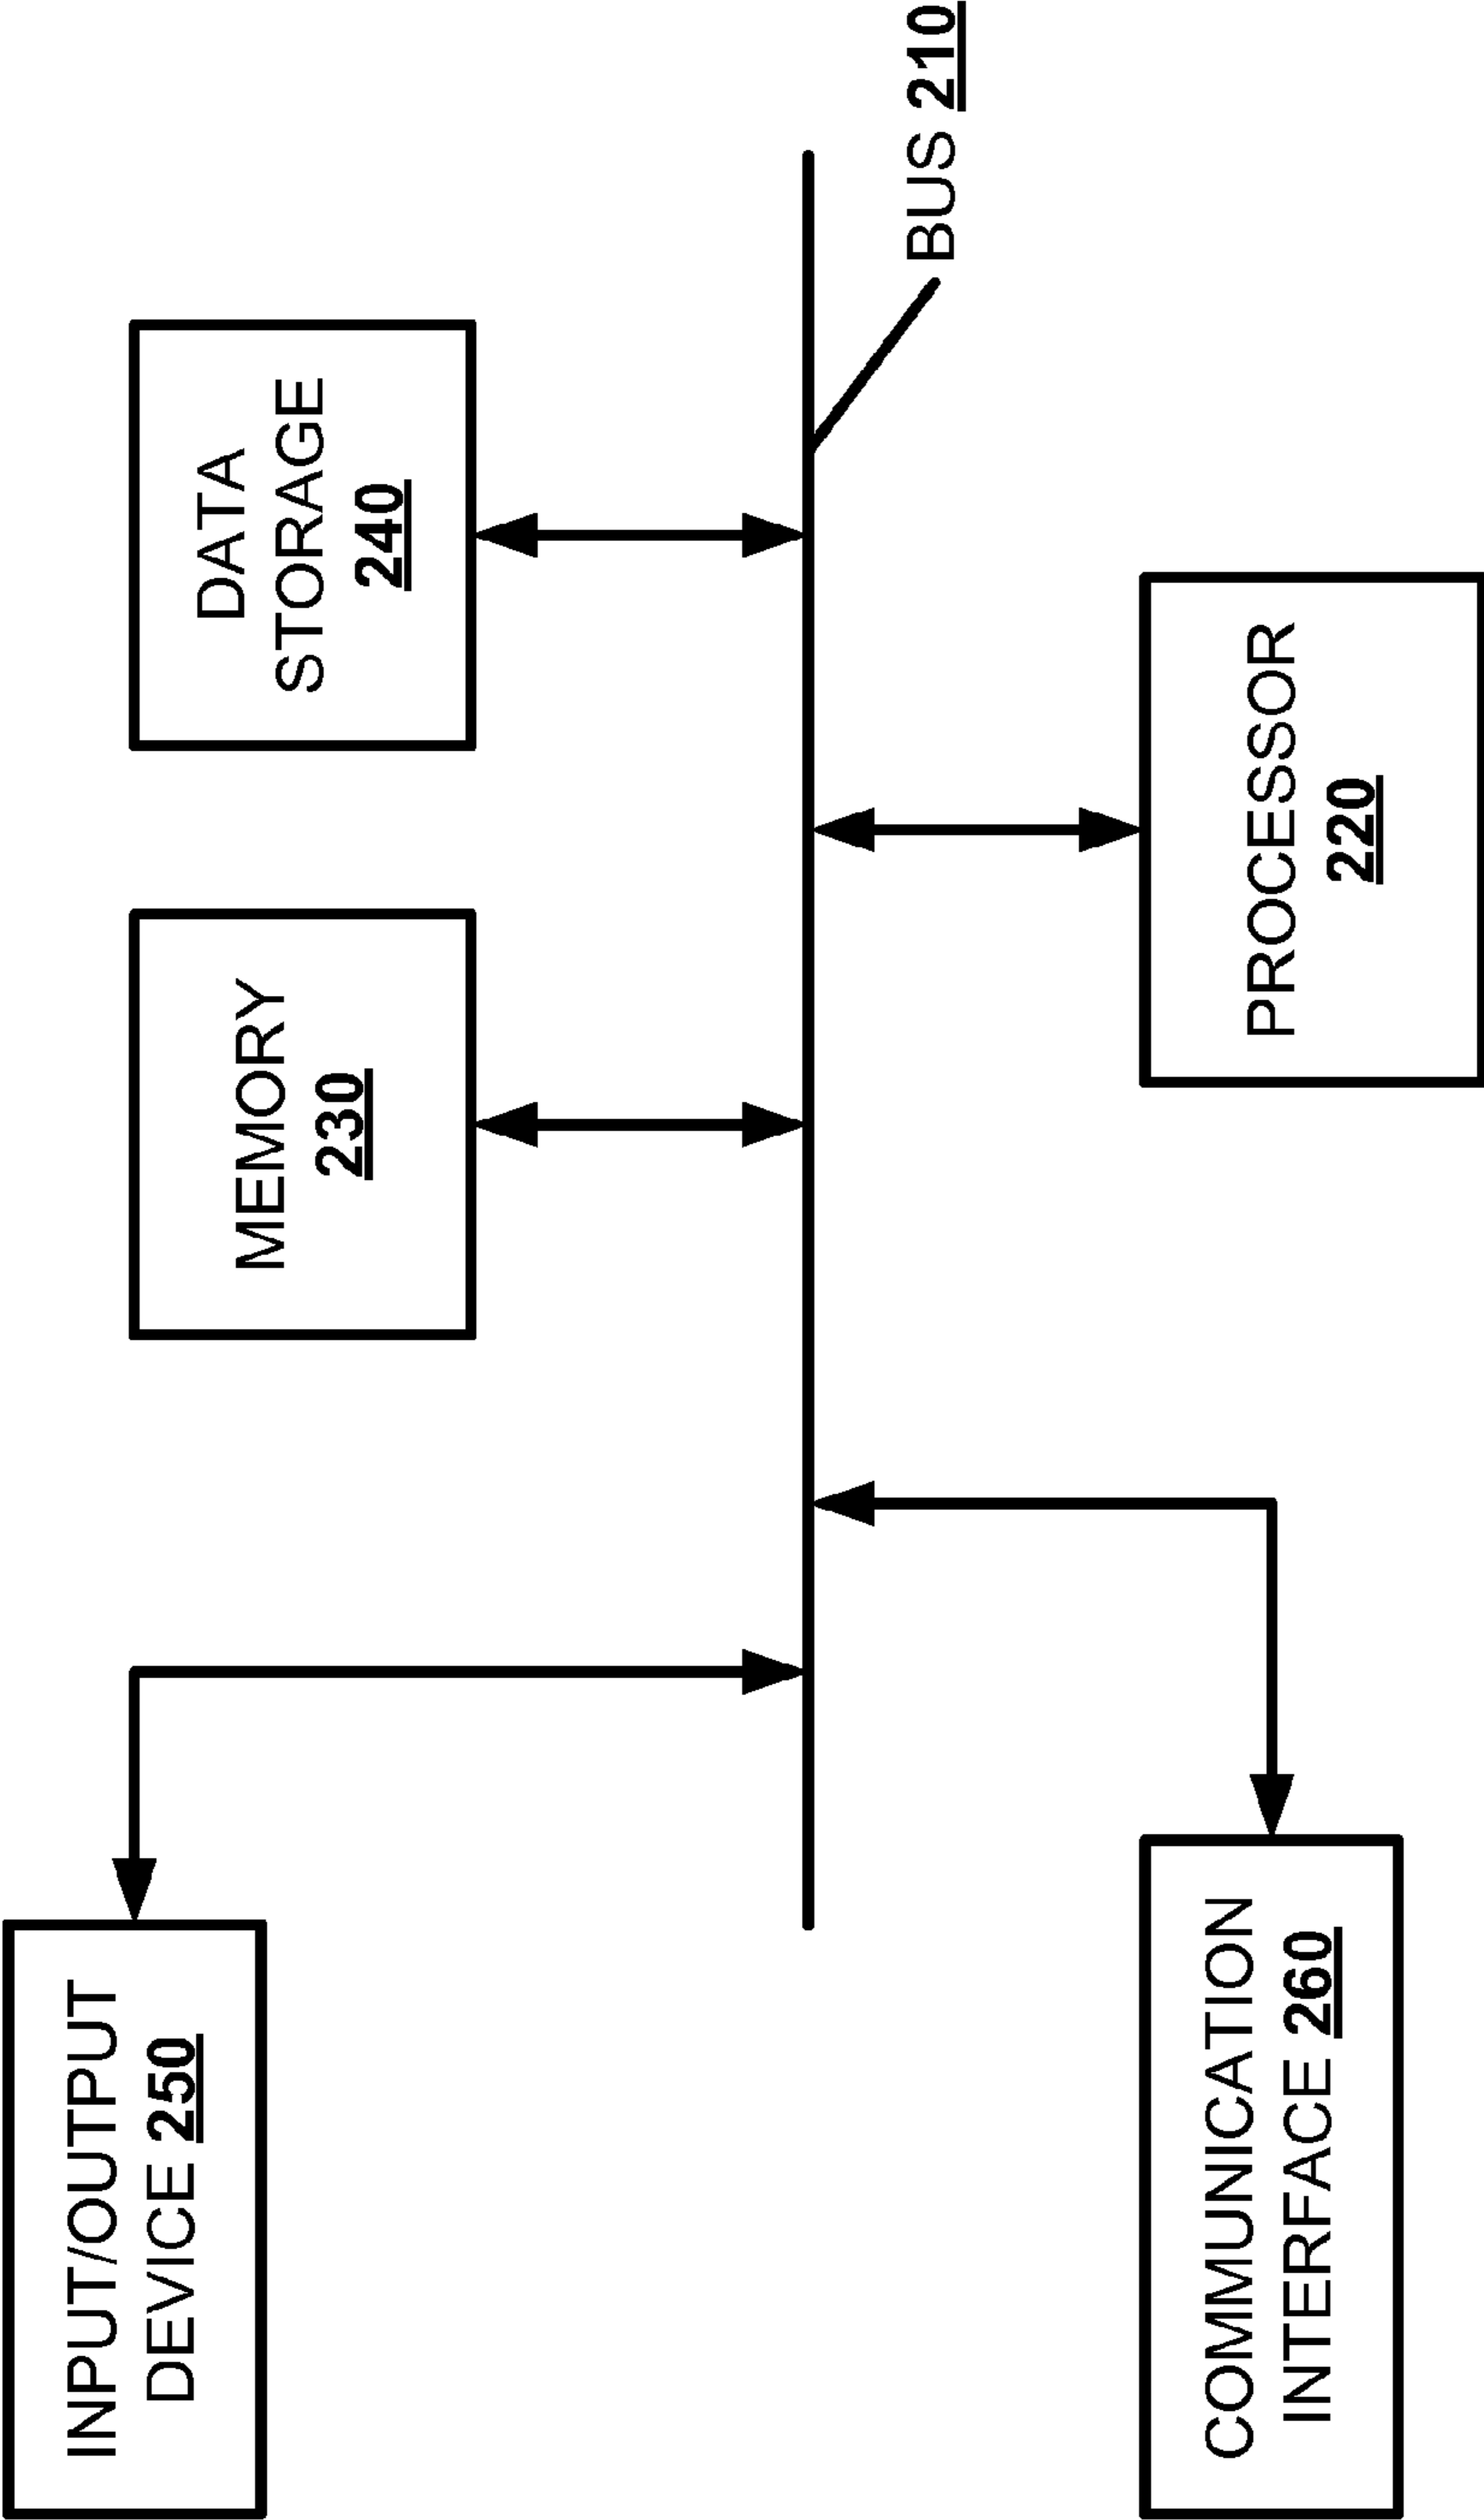 INPUT/OUTPUT
DEVICE 250
MEMORY
230
DATA
STORAGE
240
BUS 210
COMMUNICATION
INTERFACE 260
PROCESSOR
220